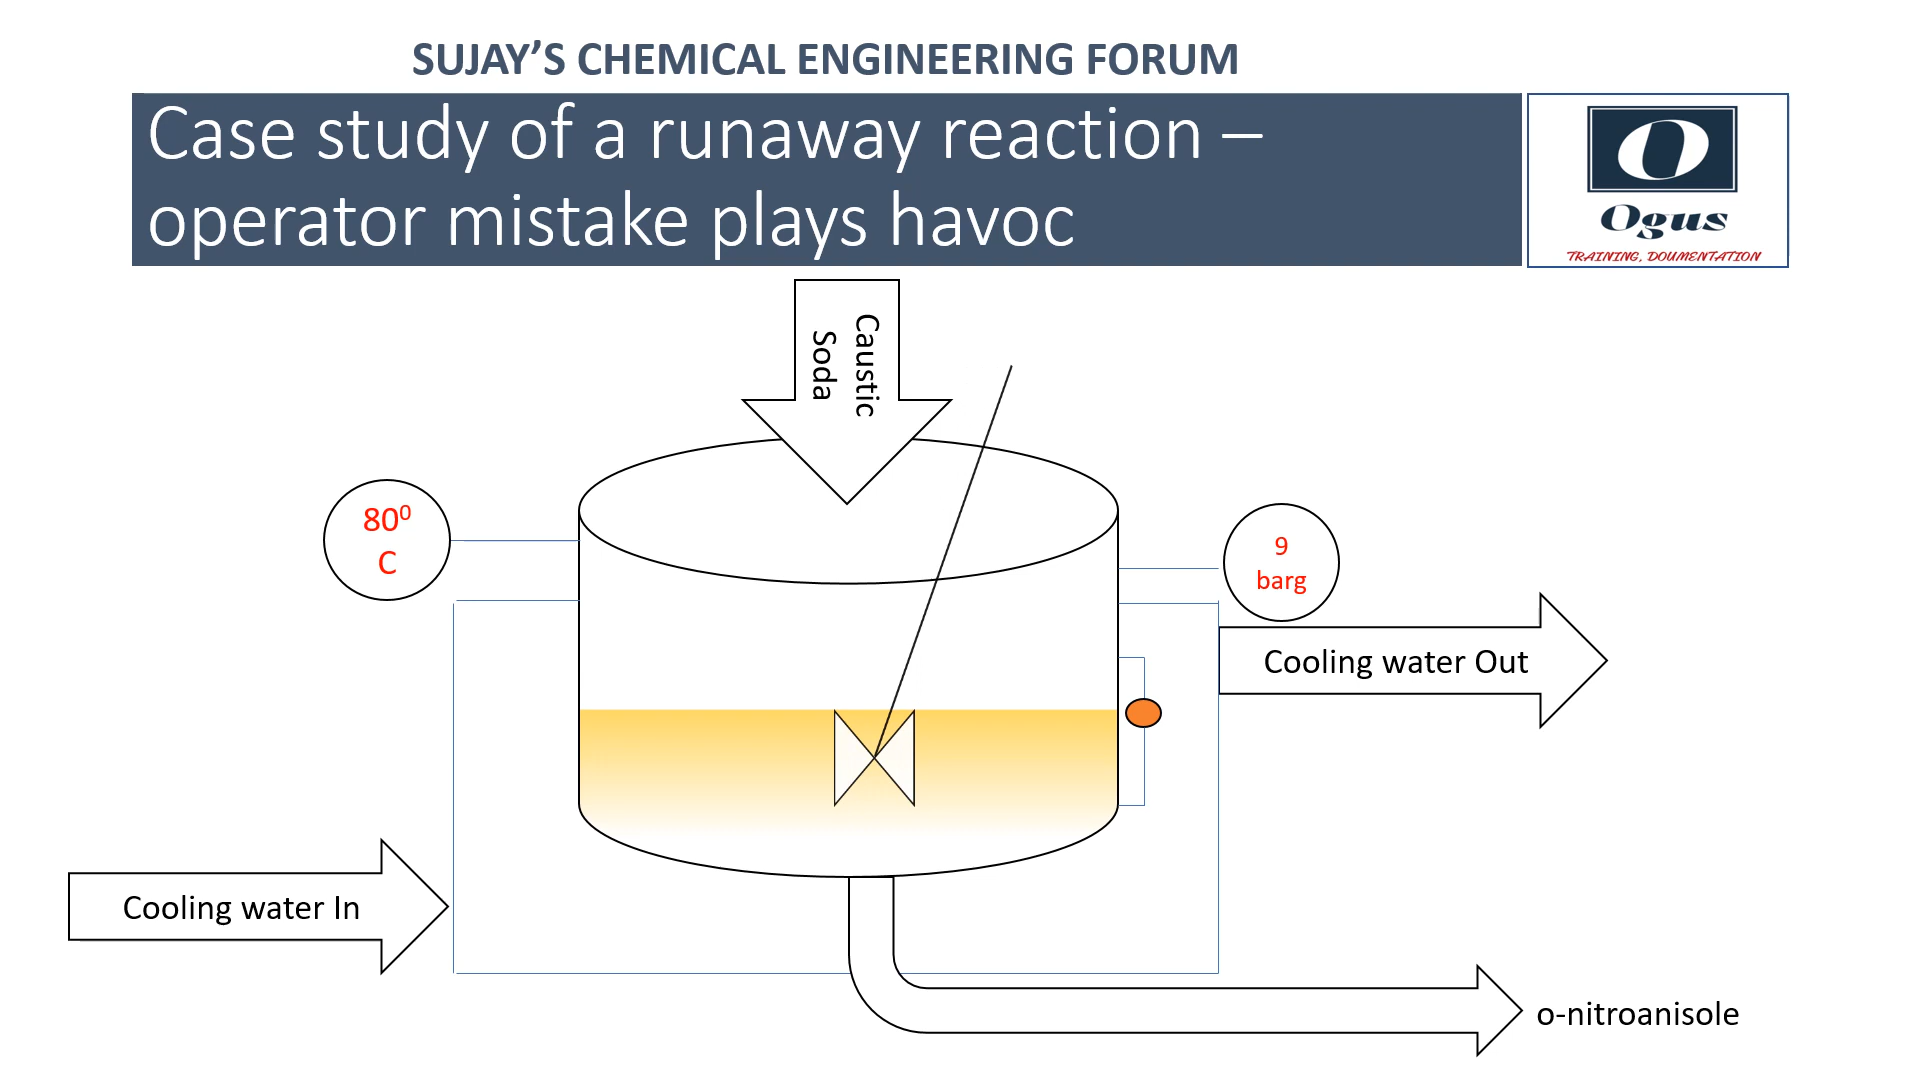 SUJAY’S CHEMICAL ENGINEERING FORUM
Case study of a runaway reaction –
operator mistake plays havoc
O
Ogus
TRAINING, DOUMENTATION
Caustic
Soda
80⁰
C
9
barg
Cooling water Out
Cooling water In
o-nitroanisole